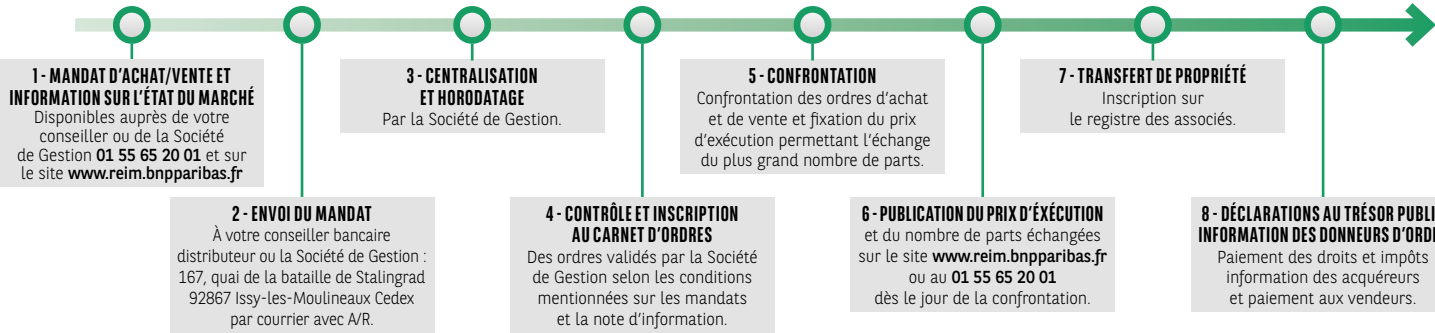 1 - MANDAT D'ACHAT/VENTE ET
INFORMATION SUR L'ÉTAT DU MARCHÉ
Disponibles auprès de votre
conseiller ou de la Société
de Gestion 01 55 65 20 01 et sur
le site www.reim.bnpparibas.fr
2 - ENVOI DU MANDAT
À votre conseiller bancaire
distributeur ou la Société de Gestion :
167, quai de la bataille de Stalingrad
92867 Issy-les-Moulineaux Cedex
par courrier avec A/R.
3 - CENTRALISATION
ET HORODATAGE
Par la Société de Gestion.
4 - CONTRÔLE ET INSCRIPTION
AU CARNET D'ORDRES
Des ordres validés par la Société
de Gestion selon les conditions
mentionnées sur les mandats
et la note d'information.
5 - CONFRONTATION
Confrontation des ordres d'achat
et de vente et fixation du prix
d'exécution permettant l'échange
du plus grand nombre de parts.
6 - PUBLICATION DU PRIX D'ÉXÉCUTION
et du nombre de parts échangées
sur le site www.reim.bnpparibas.fr
ou au 01 55 65 20 01
dès le jour de la confrontation.
7 - TRANSFERT DE PROPRIÉTÉ
Inscription sur
le registre des associés.
8 - DÉCLARATIONS AU TRÉSOR PUBLI
INFORMATION DES DONNEURS D'ORD
Paiement des droits et impôts
information des acquéreurs
et paiement aux vendeurs.